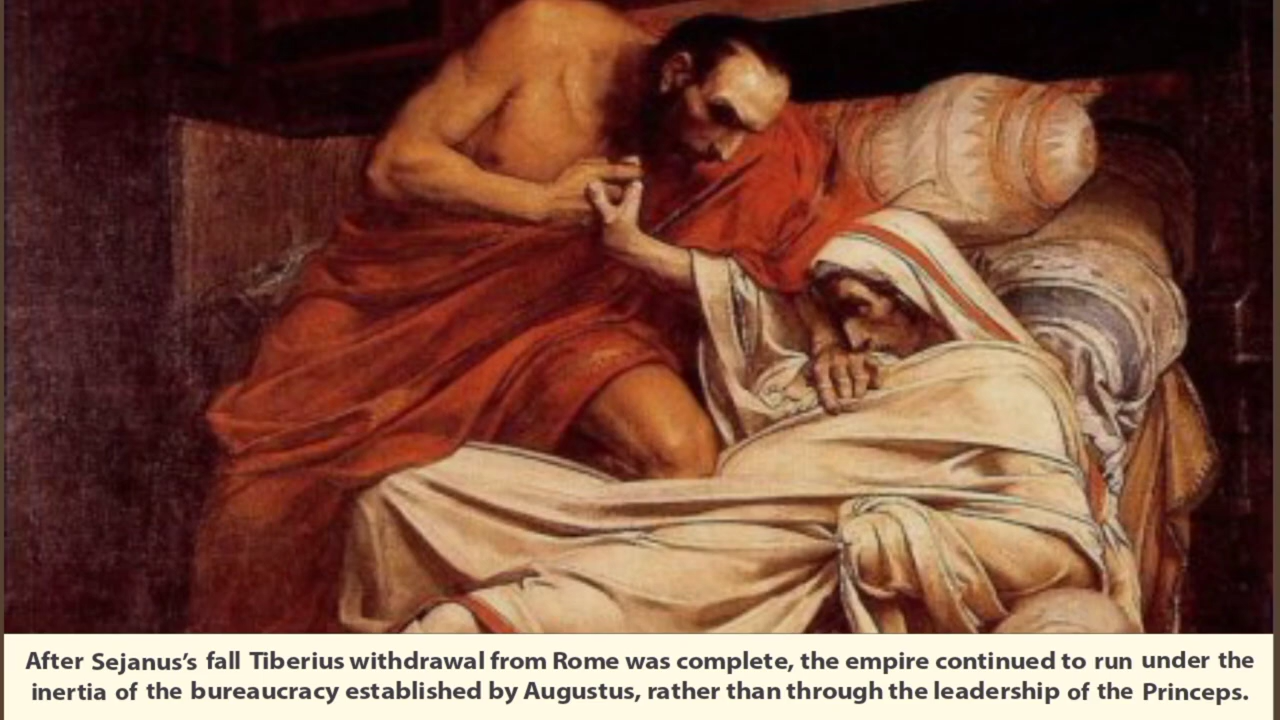 After Sejanus's fall Tiberius withdrawal from Rome was complete, the empire continued to run under the
inertia of the bureaucracy established by Augustus, rather than through the leadership of the Princeps.